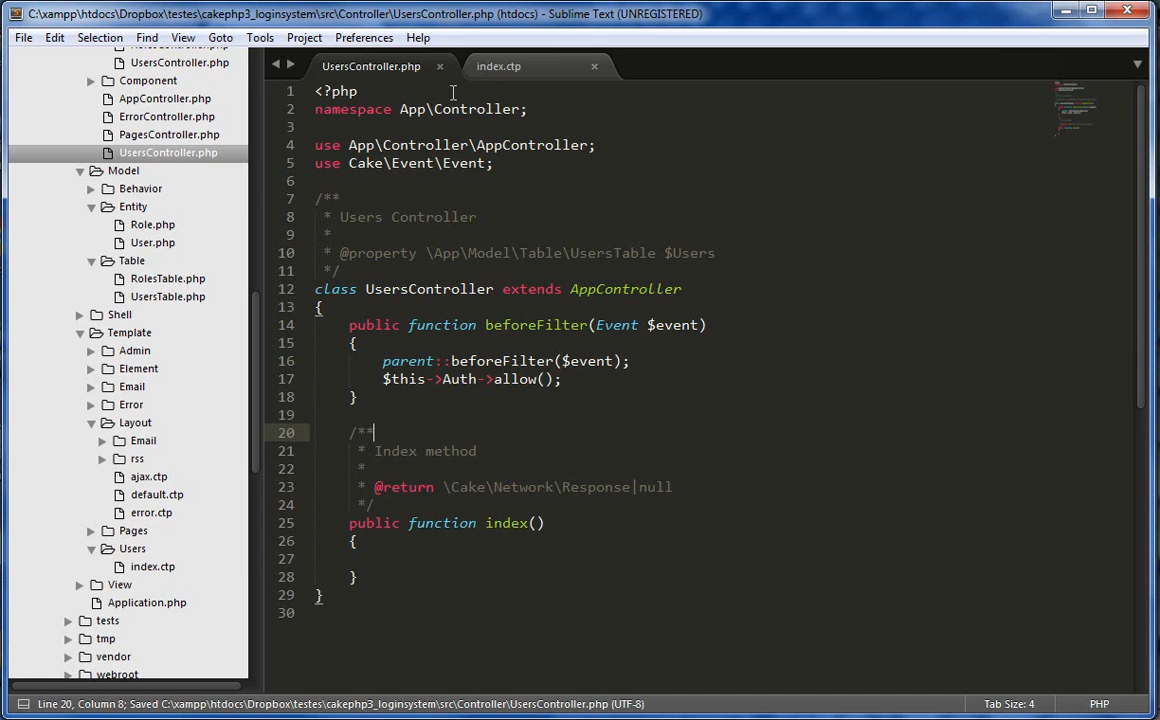 C:\xampp\htdocs\Dropbox\testes\cakephp3_loginsystem\src\Controller\UsersController.php (htdocs) - Sublime Text (UNREGISTERED)
File Edit Selection Find View Goto Tools Project Preferences Help
UsersController.php
Component
AppController.php
ErrorController.php
PagesController.php
UsersController.php
Model
Behavior
Entity
Role.php
User.php
Table
RolesTable.php
UsersTable.php
Shell
Template
Admin
Element
Email
Error
Layout
Email
rss
ajax.ctp
default.ctp
error.ctp
Pages
Users
index.ctp
View
Application.php
tests
tmp
vendor
webroot
UsersController.php × index.ctp ×
1 <?php
2 namespace App\Controller;
3
4 use App\Controller\AppController;
5 use Cake\Event\Event;
6
7 /**
8 * Users Controller
9 *
10 * @property \App\Model\Table\UsersTable $Users
11 */
12 class UsersController extends AppController
13 {
14 public function beforeFilter(Event $event)
15 {
16 parent::beforeFilter($event);
17 $this->Auth->allow();
18 }
19
20 /**
21 * Index method
22 *
23 * @return \Cake\Network\Response|null
24 */
25 public function index()
26 {
27
28 }
29 }
30
Line 20, Column 8; Saved C:\xampp\htdocs\Dropbox\testes\cakephp3_loginsystem\src\Controller\UsersController.php (UTF-8) Tab Size: 4 PHP